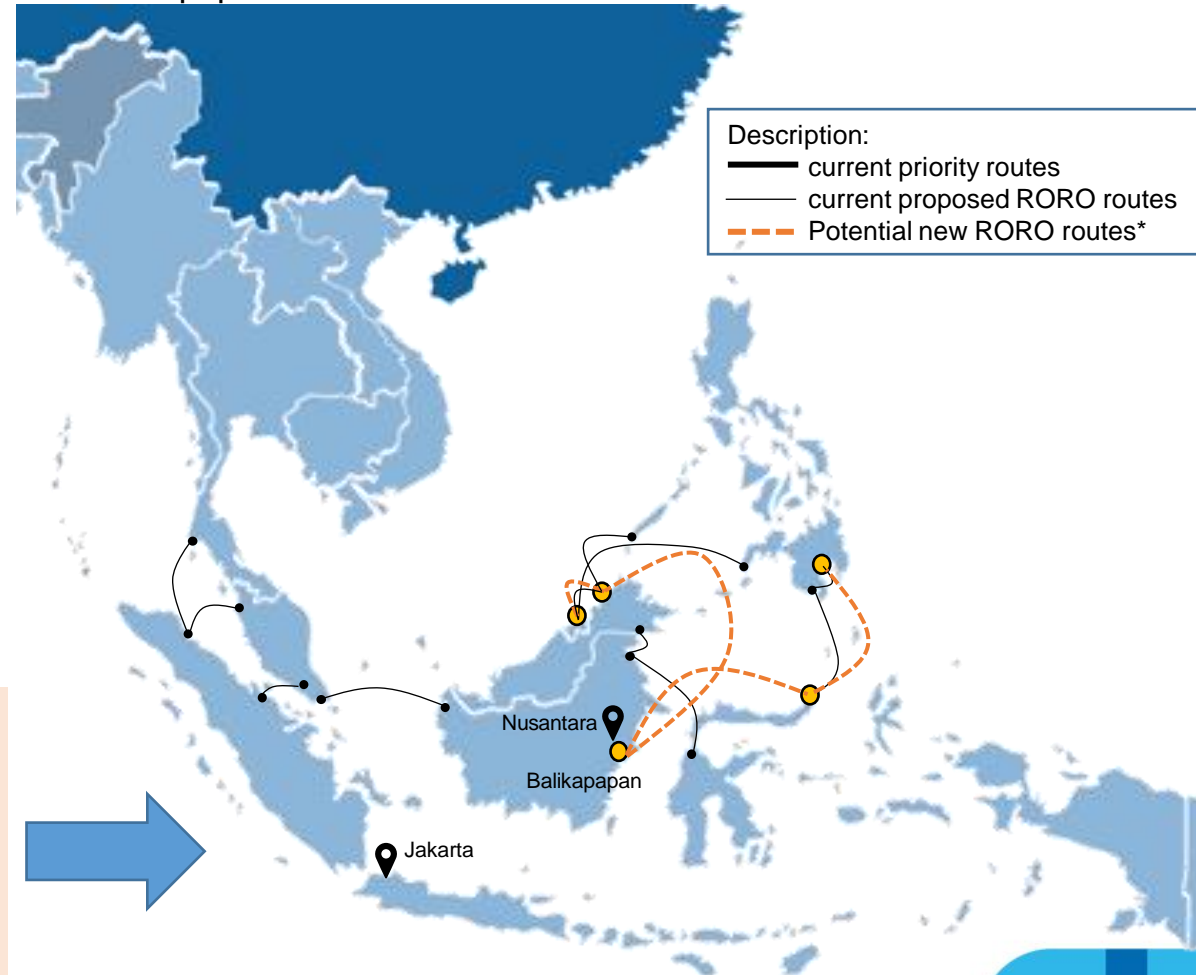 Description:
current priority routes
current proposed RORO routes
Potential new RORO routes*
Nusantara
Balikapapan
Jakarta